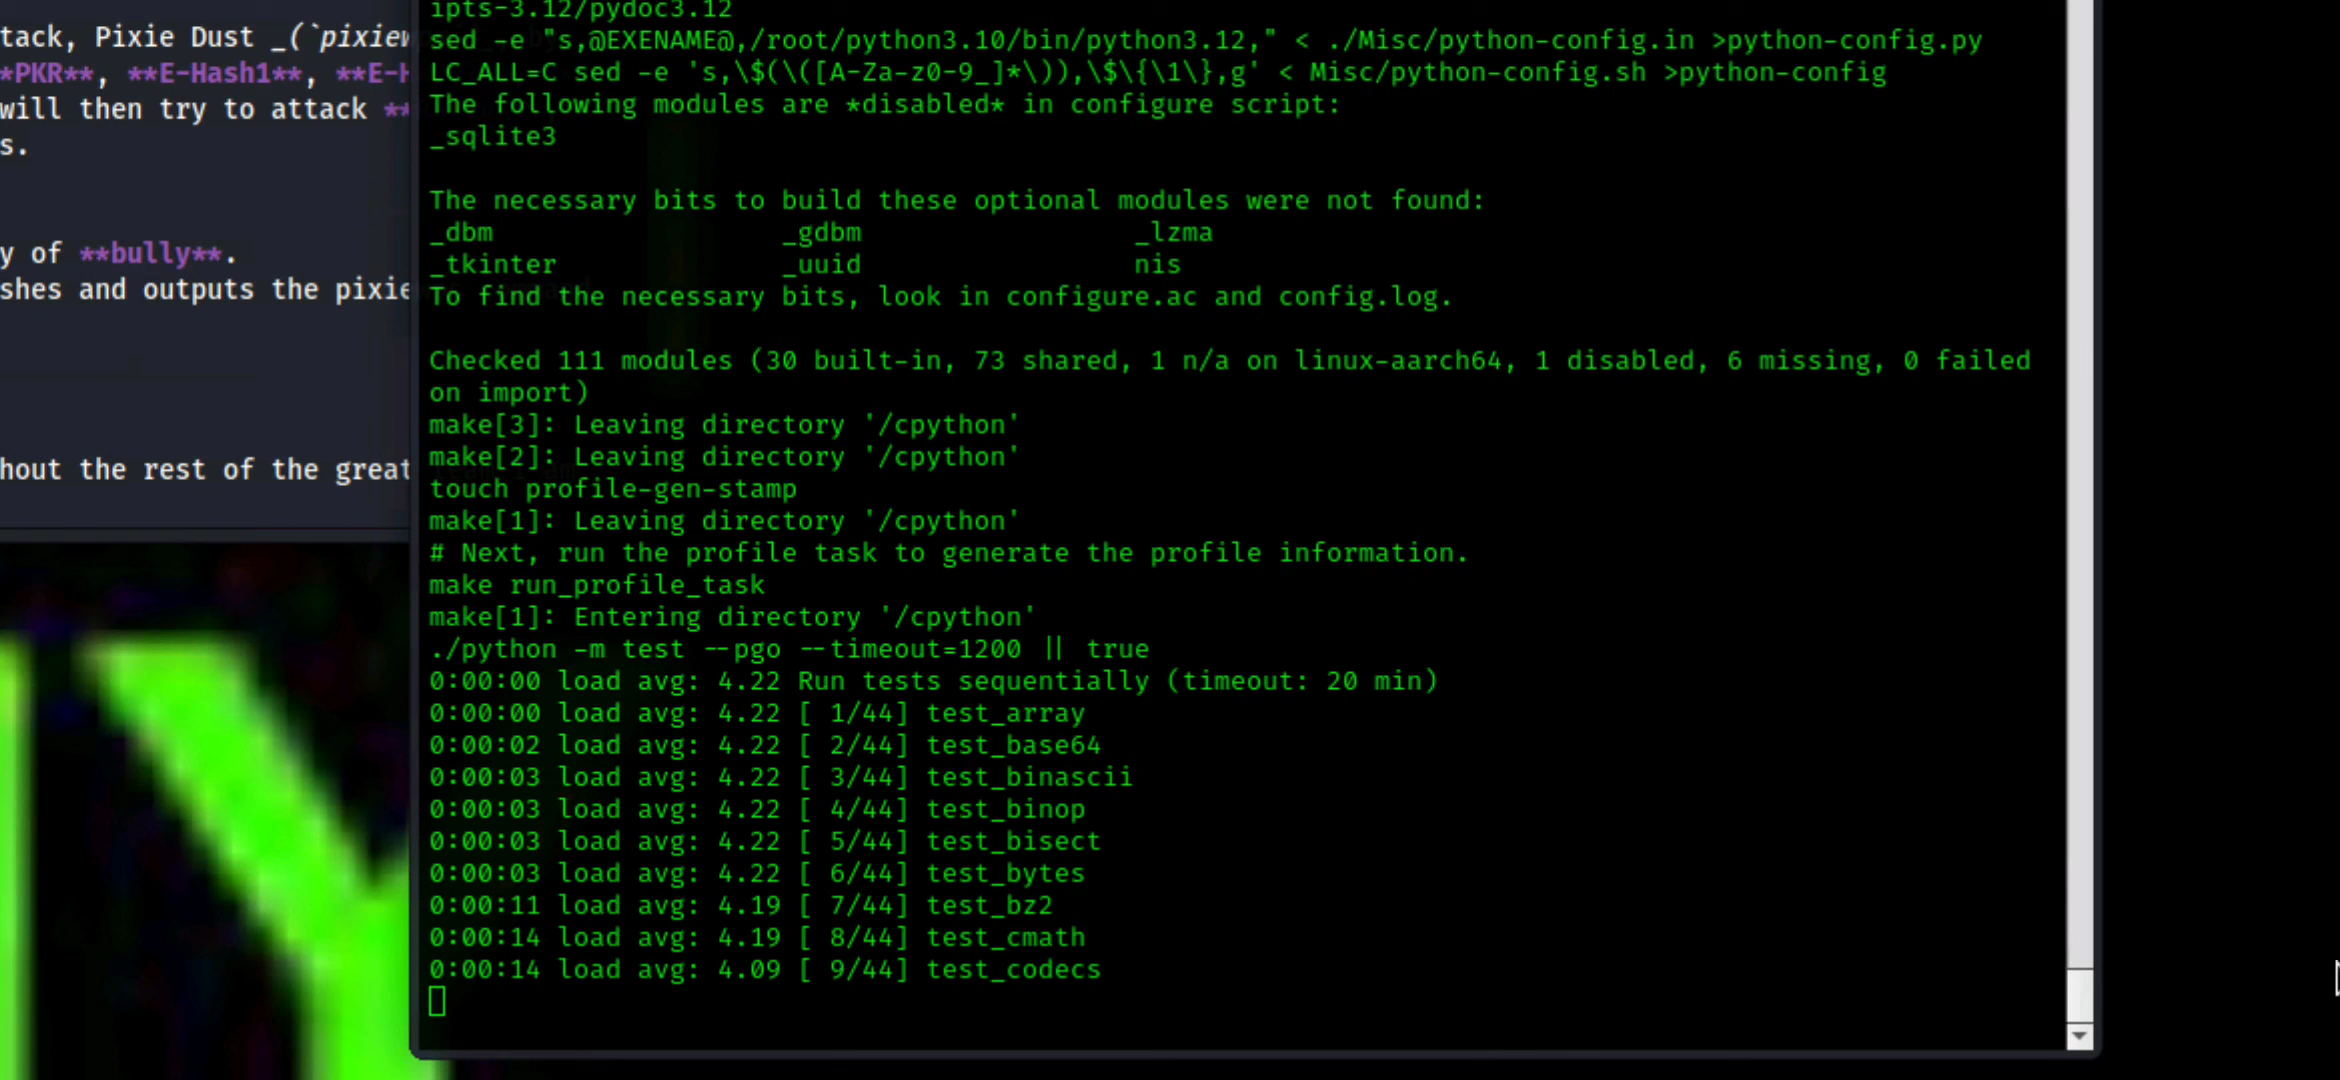 tack, Pixie Dust _(`pixiew
*PKR**, **E-Hash1**, **E-H
will then try to attack **
s.
y of **bully**.
shes and outputs the pixie
hout the rest of the great
ipts-3.12/pydoc3.12
sed -e "s,@EXENAME@,/root/python3.10/bin/python3.12," < ./Misc/python-config.in >python-config.py
LC_ALL=C sed -e 's,\$(\([A-Za-z0-9_]*\)),\$\{\1\},g' < Misc/python-config.sh >python-config
The following modules are *disabled* in configure script:
_sqlite3
The necessary bits to build these optional modules were not found:
_dbm _gdbm _lzma
_tkinter _uuid nis
To find the necessary bits, look in configure.ac and config.log.
Checked 111 modules (30 built-in, 73 shared, 1 n/a on linux-aarch64, 1 disabled, 6 missing, 0 failed
on import)
make[3]: Leaving directory '/cpython'
make[2]: Leaving directory '/cpython'
touch profile-gen-stamp
make[1]: Leaving directory '/cpython'
# Next, run the profile task to generate the profile information.
make run_profile_task
make[1]: Entering directory '/cpython'
./python -m test --pgo --timeout=1200 || true
0:00:00 load avg: 4.22 Run tests sequentially (timeout: 20 min)
0:00:00 load avg: 4.22 [ 1/44] test_array
0:00:02 load avg: 4.22 [ 2/44] test_base64
0:00:03 load avg: 4.22 [ 3/44] test_binascii
0:00:03 load avg: 4.22 [ 4/44] test_binop
0:00:03 load avg: 4.22 [ 5/44] test_bisect
0:00:03 load avg: 4.22 [ 6/44] test_bytes
0:00:11 load avg: 4.19 [ 7/44] test_bz2
0:00:14 load avg: 4.19 [ 8/44] test_cmath
0:00:14 load avg: 4.09 [ 9/44] test_codecs